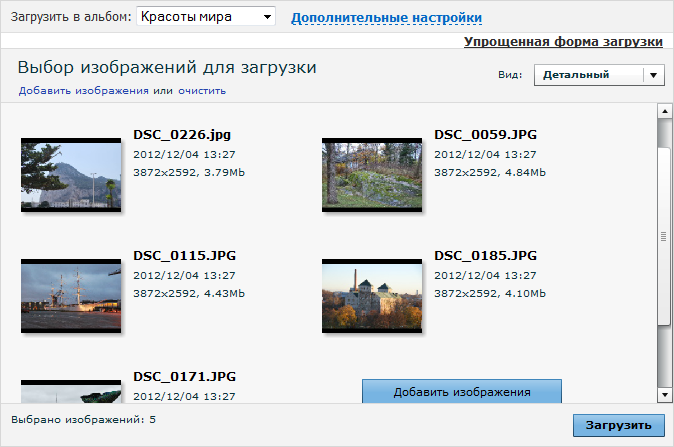 Загрузить в альбом: Красоты мира Дополнительные настройки
Упрощенная форма загрузки
Выбор изображений для загрузки
Вид: Детальный
Добавить изображения или очистить
DSC_0226.jpg
2012/12/04 13:27
3872x2592, 3.79Mb
DSC_0059.JPG
2012/12/04 13:27
3872x2592, 4.84Mb
DSC_0115.JPG
2012/12/04 13:27
3872x2592, 4.43Mb
DSC_0185.JPG
2012/12/04 13:27
3872x2592, 4.10Mb
DSC_0171.JPG
2012/12/04 13:27
Добавить изображения
Выбрано изображений: 5
Загрузить